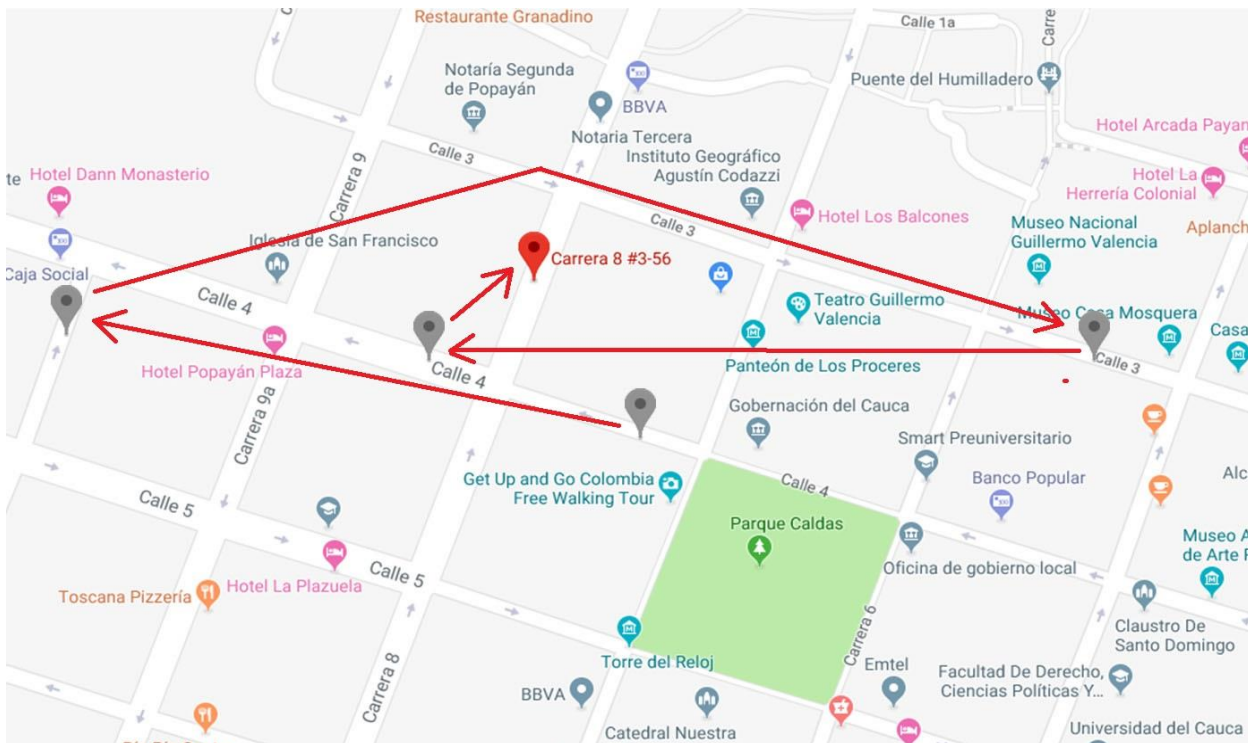 Restaurante Granadino
Calle 1a
Carre
Notaría Segunda
de Popayán
BBVA
Puente del Humilladero
Notaria Tercera
Hotel Arcada Payan
Calle 3
Carrera 9
Instituto Geográfico
Agustín Codazzi
Hotel La
Herrería Colonial
te
Hotel Dann Monasterio
Hotel Los Balcones
Calle 3
Museo Nacional
Guillermo Valencia
Aplanch
Iglesia de San Francisco
Carrera 8 #3-56
Caja Social
Calle 4
Teatro Guillermo
Valencia
Museo Casa Mosquera
Casa
Hotel Popayán Plaza
Calle 4
Panteón de Los Proceres
Calle 3
Carrera 9a
Gobernación del Cauca
Smart Preuniversitario
Get Up and Go Colombia
Free Walking Tour
Calle 4
Banco Popular
Alc
Calle 5
Parque Caldas
Museo A
de Arte R
Oficina de gobierno local
Calle 5
Hotel La Plazuela
Toscana Pizzería
Carrera 6
Claustro De
Santo Domingo
Torre del Reloj
Carrera 8
Emtel
Facultad De Derecho,
Ciencias Políticas Y...
BBVA
Catedral Nuestra
Universidad del Cauca